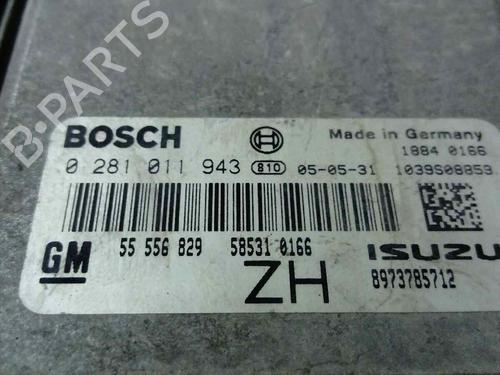 B-PARTS
BOSCH
Made in Germany
1884 0166
0 281 011 943 810 05-05-31 1039S08859
GM 55 556 829 58531 0166 ISUZU
ZH 8973785712